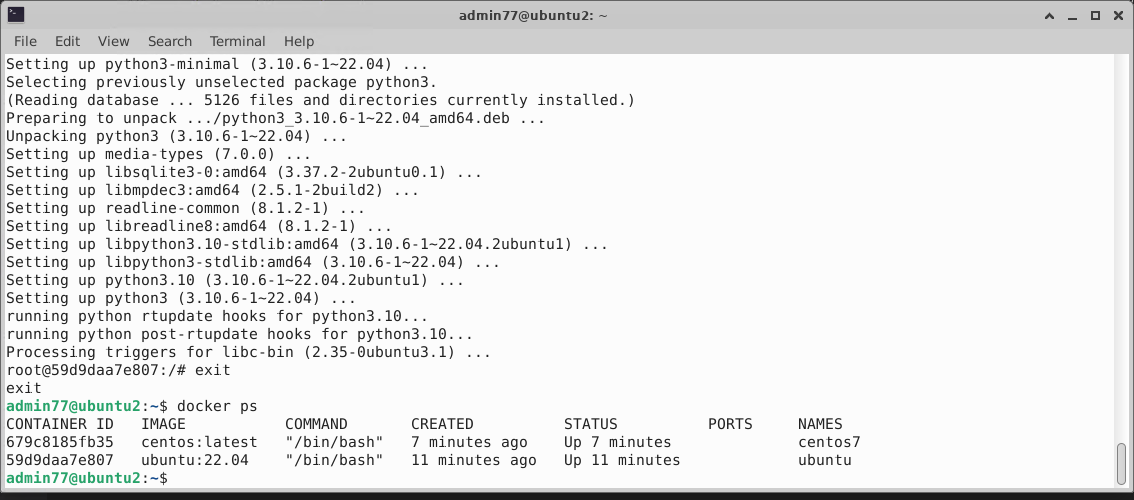 admin77@ubuntu2: ~
File Edit View Search Terminal Help
Setting up python3-minimal (3.10.6-1~22.04) ...
Selecting previously unselected package python3.
(Reading database ... 5126 files and directories currently installed.)
Preparing to unpack .../python3_3.10.6-1~22.04_amd64.deb ...
Unpacking python3 (3.10.6-1~22.04) ...
Setting up media-types (7.0.0) ...
Setting up libsqlite3-0:amd64 (3.37.2-2ubuntu0.1) ...
Setting up libmpdec3:amd64 (2.5.1-2build2) ...
Setting up readline-common (8.1.2-1) ...
Setting up libreadline8:amd64 (8.1.2-1) ...
Setting up libpython3.10-stdlib:amd64 (3.10.6-1~22.04.2ubuntu1) ...
Setting up libpython3-stdlib:amd64 (3.10.6-1~22.04) ...
Setting up python3.10 (3.10.6-1~22.04.2ubuntu1) ...
Setting up python3 (3.10.6-1~22.04) ...
running python rtupdate hooks for python3.10...
running python post-rtupdate hooks for python3.10...
Processing triggers for libc-bin (2.35-0ubuntu3.1) ...
root@59d9daa7e807:/# exit
exit
admin77@ubuntu2:~$ docker ps
CONTAINER ID   IMAGE           COMMAND       CREATED          STATUS          PORTS     NAMES
679c8185fb35   centos:latest   "/bin/bash"   7 minutes ago    Up 7 minutes              centos7
59d9daa7e807   ubuntu:22.04    "/bin/bash"   11 minutes ago   Up 11 minutes             ubuntu
admin77@ubuntu2:~$